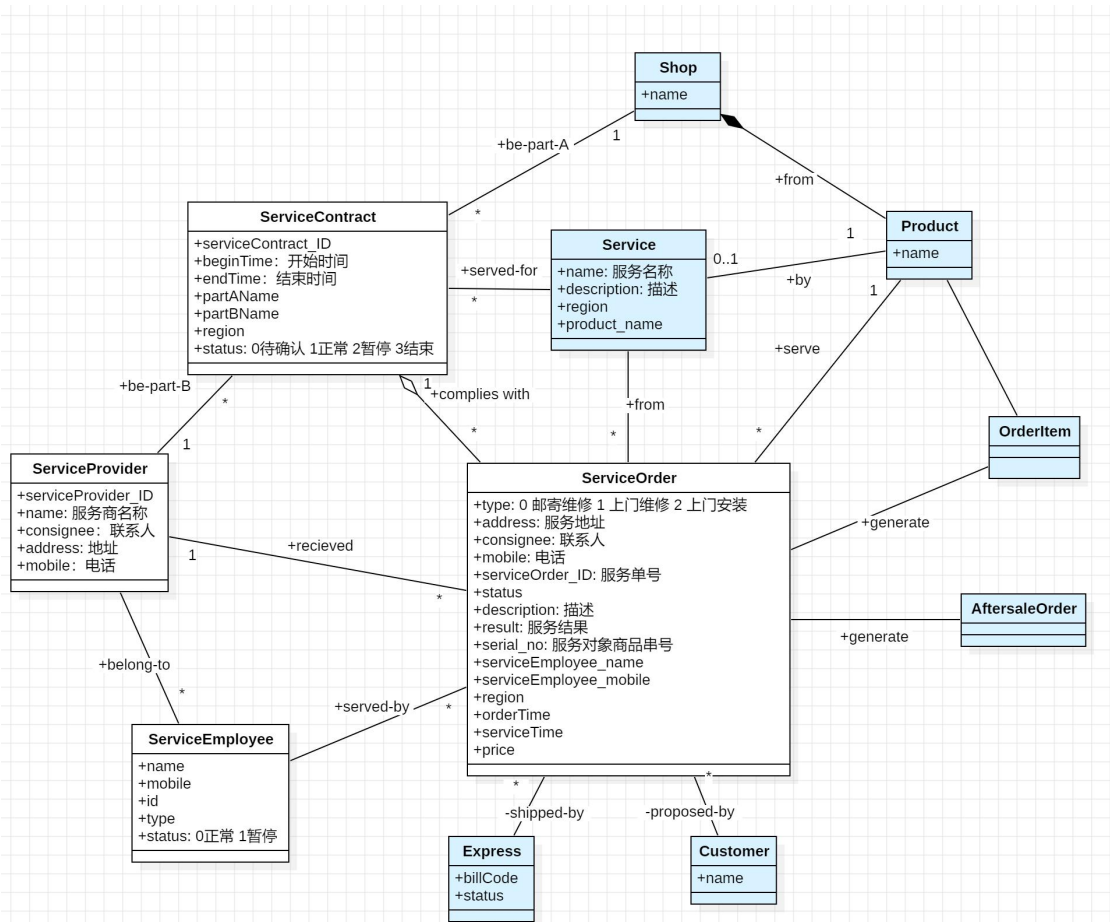 Shop
+name
+be-part-A
1
*
+from
ServiceContract
+serviceContract_ID
+beginTime：开始时间
+endTime：结束时间
+partAName
+partBName
+region
+status: 0待确认 1正常 2暂停 3结束
+served-for
*
Service
+name: 服务名称
+description: 描述
+region
+product_name
0..1
1
+by
Product
+name
1
+serve
*
+be-part-B
*
1
1
+complies with
*
+from
*
OrderItem
+generate
ServiceProvider
+serviceProvider_ID
+name: 服务商名称
+consignee：联系人
+address: 地址
+mobile：电话
1
+recieved
*
ServiceOrder
+type: 0 邮寄维修 1 上门维修 2 上门安装
+address: 服务地址
+consignee: 联系人
+mobile: 电话
+serviceOrder_ID: 服务单号
+status
+description: 描述
+result: 服务结果
+serial_no: 服务对象商品串号
+serviceEmployee_name
+serviceEmployee_mobile
+region
+orderTime
+serviceTime
+price
AftersaleOrder
+generate
+belong-to
*
+served-by
*
ServiceEmployee
+name
+mobile
+id
+type
+status: 0正常 1暂停
*
-shipped-by
*
-proposed-by
Express
+billCode
+status
Customer
+name